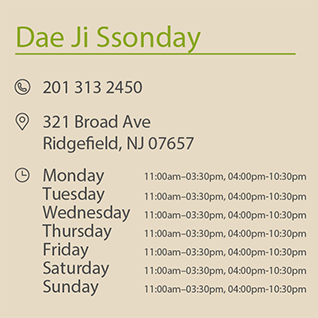 Dae Ji Ssonday
201 313 2450
321 Broad Ave
Ridgefield, NJ 07657
Monday 11:00am–03:30pm, 04:00pm-10:30pm
Tuesday 11:00am–03:30pm, 04:00pm-10:30pm
Wednesday 11:00am–03:30pm, 04:00pm-10:30pm
Thursday 11:00am–03:30pm, 04:00pm-10:30pm
Friday 11:00am–03:30pm, 04:00pm-10:30pm
Saturday 11:00am–03:30pm, 04:00pm-10:30pm
Sunday 11:00am–03:30pm, 04:00pm-10:30pm